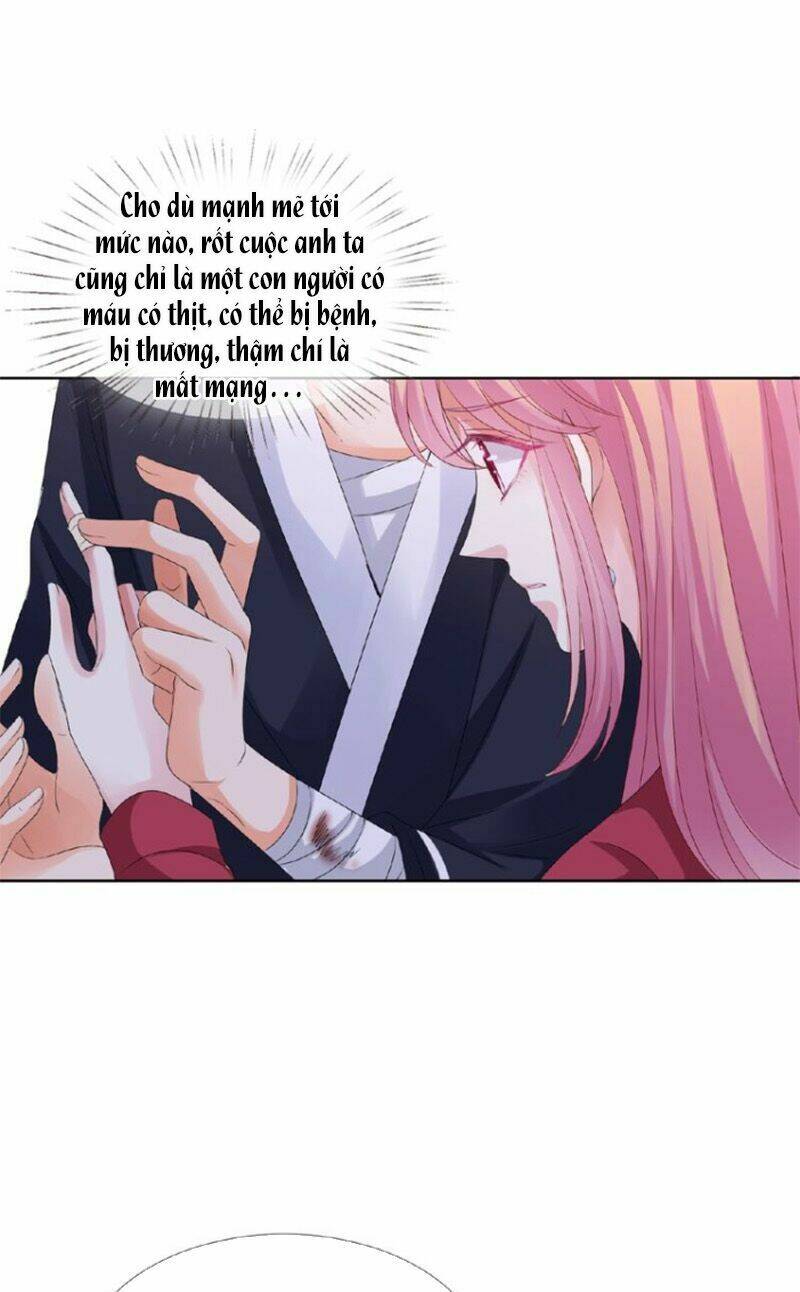 Cho dù mạnh mẽ tới
mức nào, rốt cuộc anh ta
cũng chỉ là một con người có
máu có thịt, có thể bị bệnh,
bị thương, thậm chí là
mất mạng...